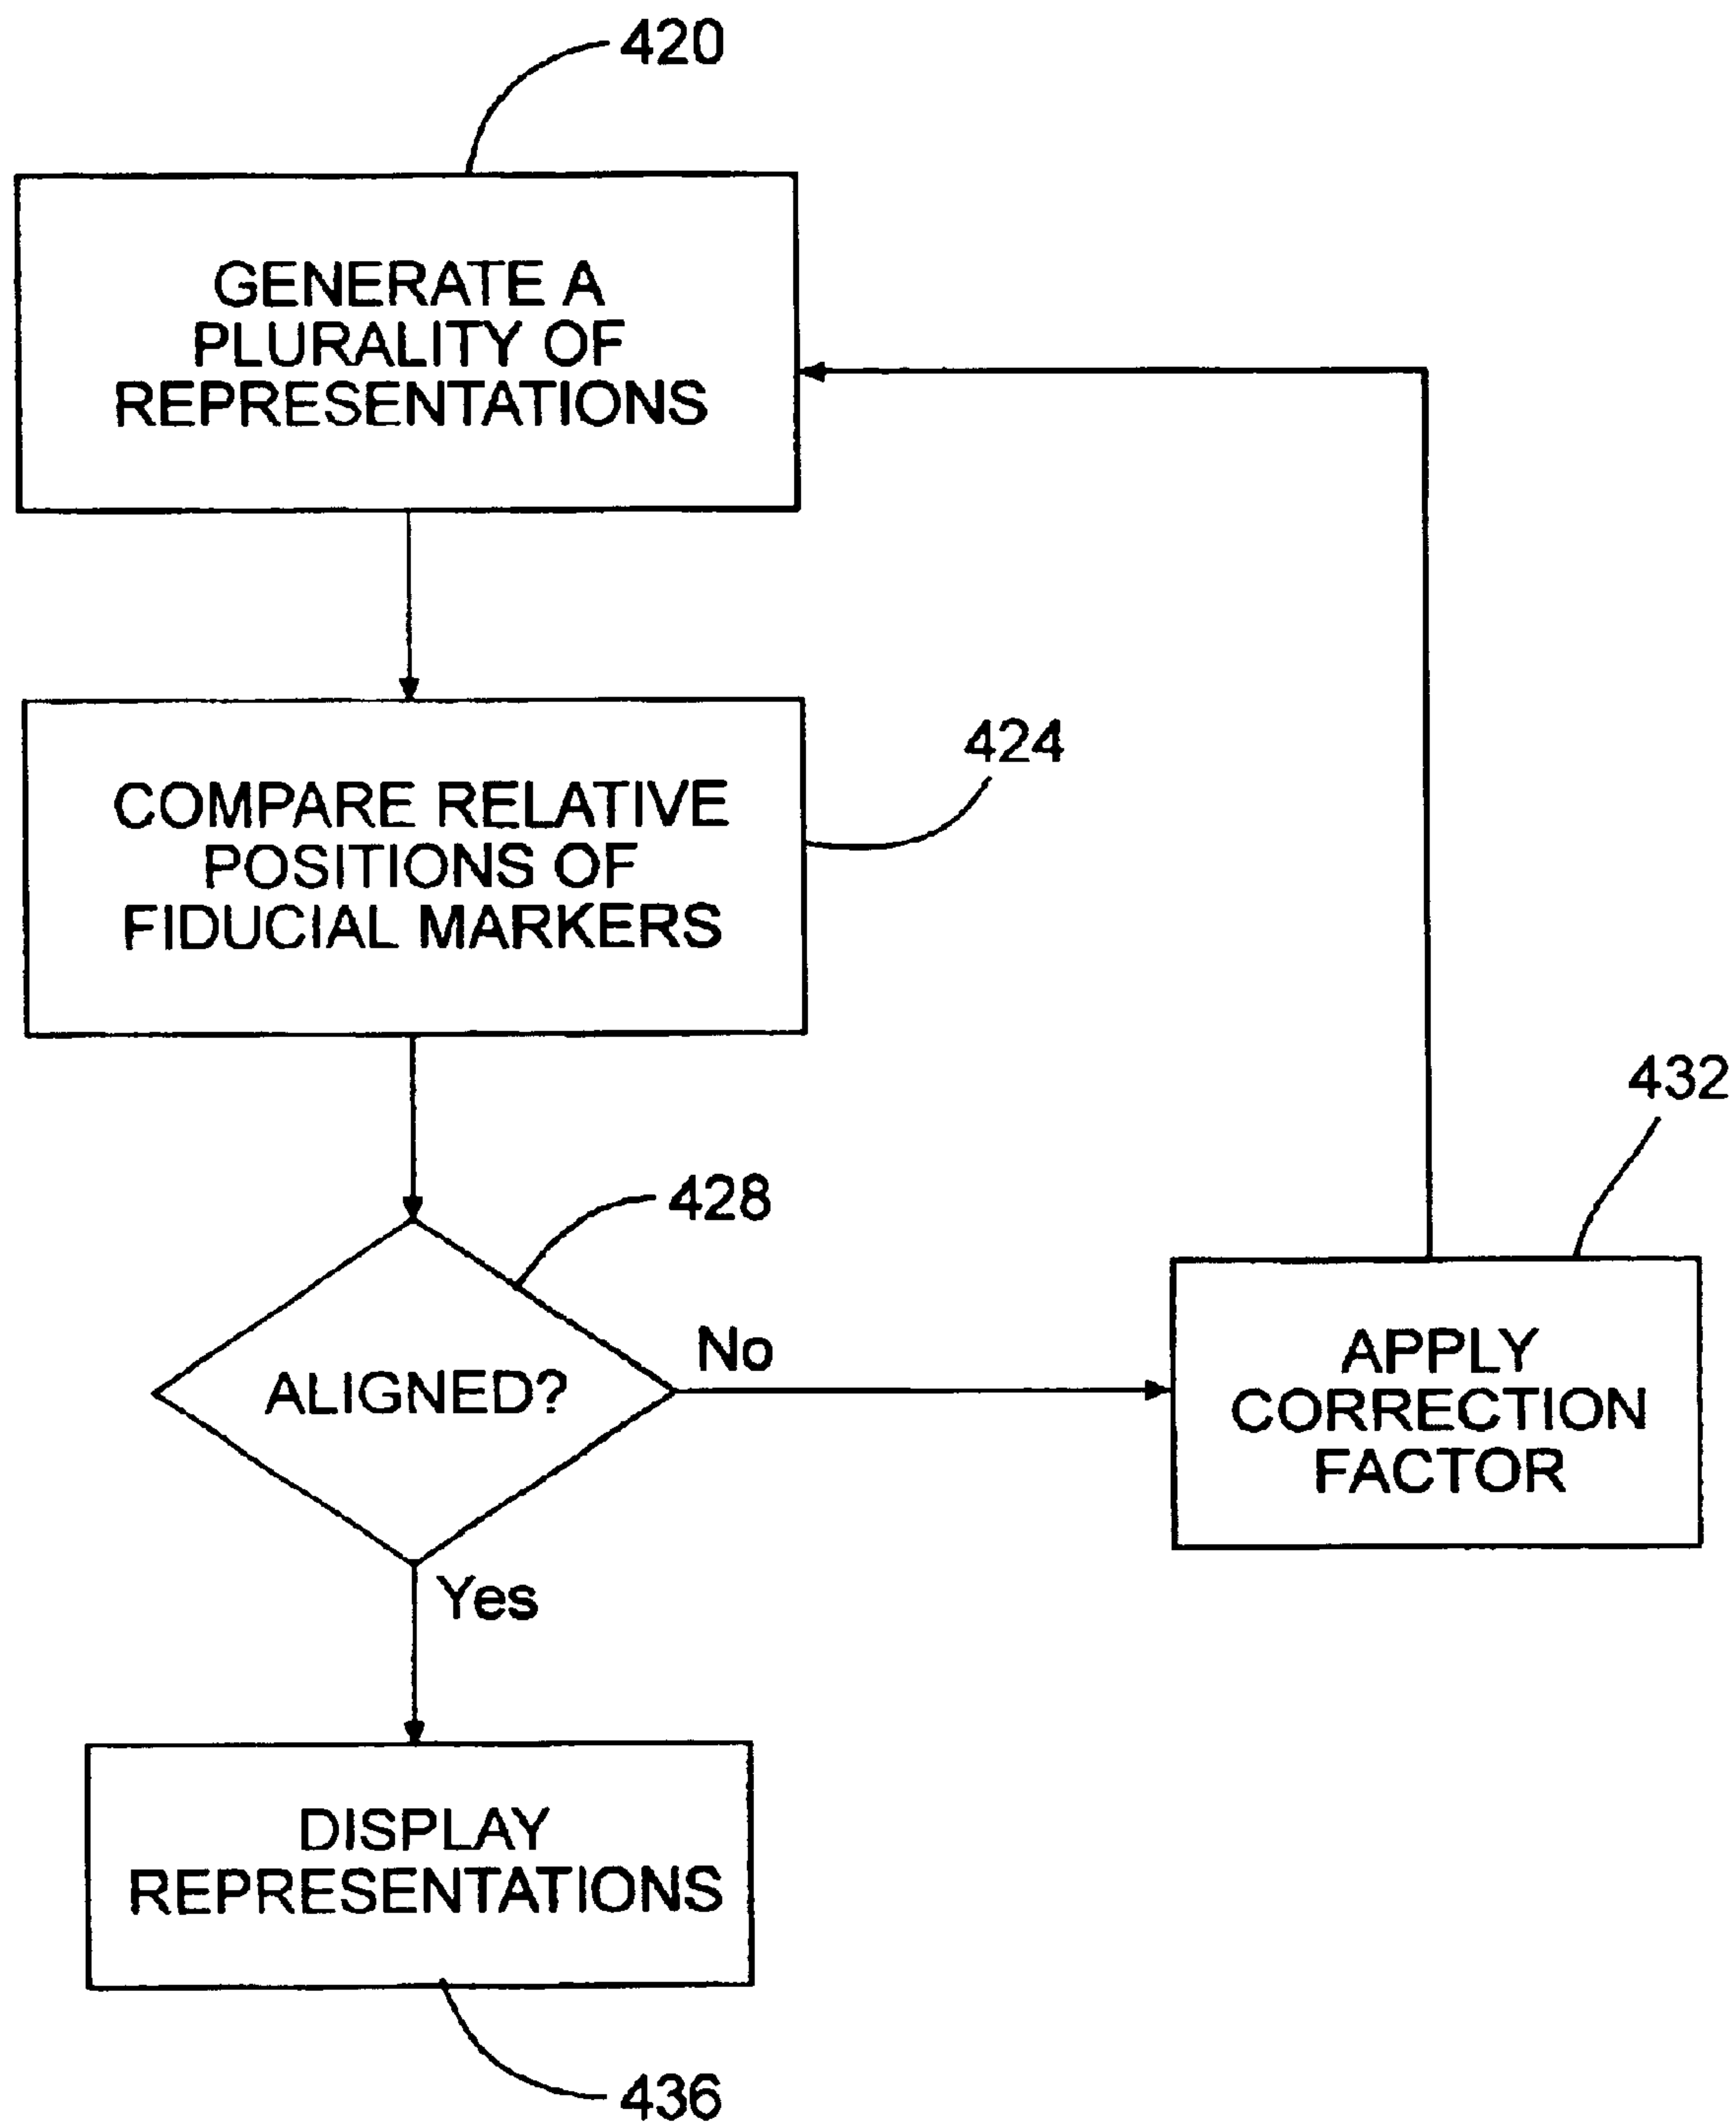 420
GENERATE A
PLURALITY OF
REPRESENTATIONS
COMPARE RELATIVE
POSITIONS OF
FIDUCIAL MARKERS
424
428
ALIGNED?
No
432
APPLY
CORRECTION
FACTOR
Yes
DISPLAY
REPRESENTATIONS
436